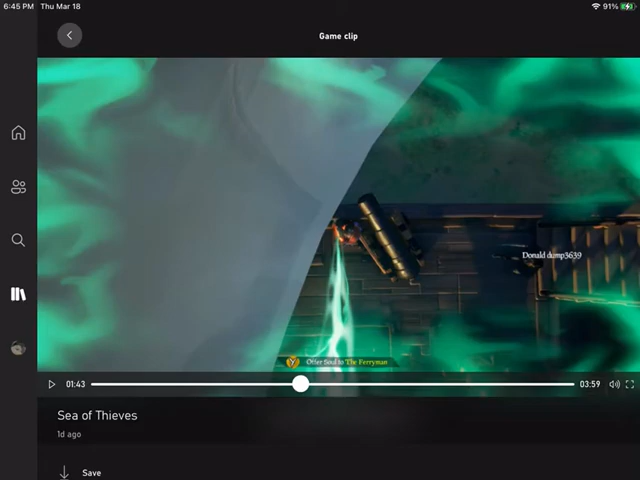 6:45 PM Thu Mar 18
91%
Game clip
Donald dump3639
Offer Soul to The Ferryman
01:43
03:59
Sea of Thieves
1d ago
Save